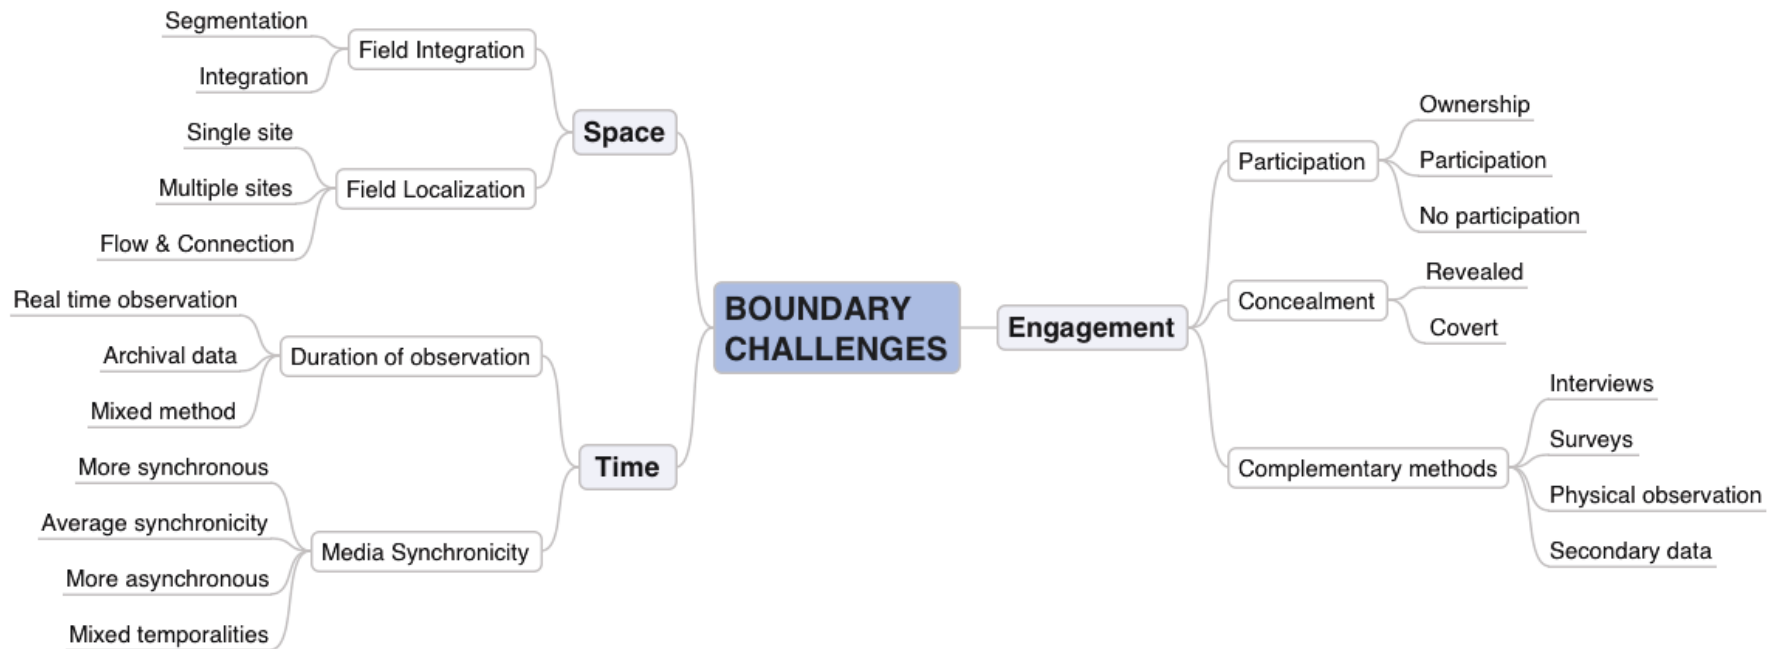 Segmentation
Integration
Field Integration
Single site
Multiple sites
Flow & Connection
Field Localization
Space
Real time observation
Archival data
Mixed method
Duration of observation
More synchronous
Average synchronicity
More asynchronous
Mixed temporalities
Media Synchronicity
Time
BOUNDARY
CHALLENGES
Engagement
Participation
Ownership
Participation
No participation
Concealment
Revealed
Covert
Complementary methods
Interviews
Surveys
Physical observation
Secondary data